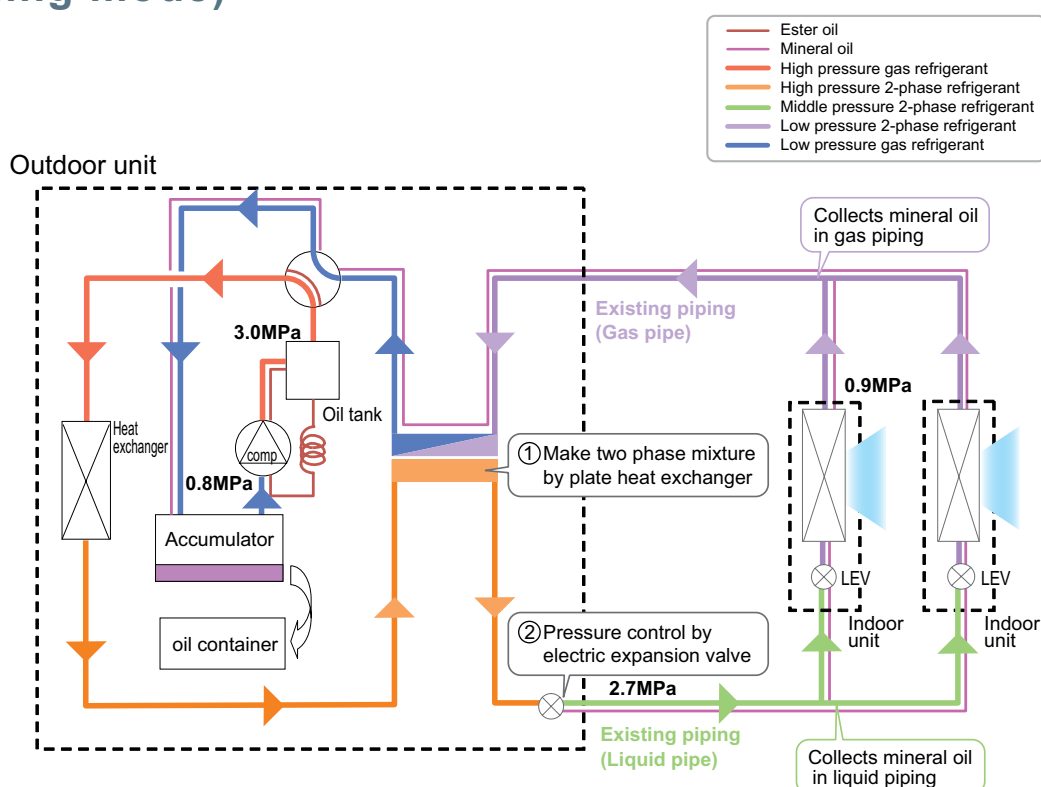 ing Mode)
Ester oil
Mineral oil
High pressure gas refrigerant
High pressure 2-phase refrigerant
Middle pressure 2-phase refrigerant
Low pressure 2-phase refrigerant
Low pressure gas refrigerant
Outdoor unit
Collects mineral oil
in gas piping
Existing piping
(Gas pipe)
3.0MPa
0.9MPa
Oil tank
Heat
exchanger
comp
①Make two phase mixture
by plate heat exchanger
0.8MPa
Accumulator
LEV
LEV
Indoor
unit
Indoor
unit
oil container
②Pressure control by
electric expansion valve
2.7MPa
Existing piping
(Liquid pipe)
Collects mineral oil
in liquid piping